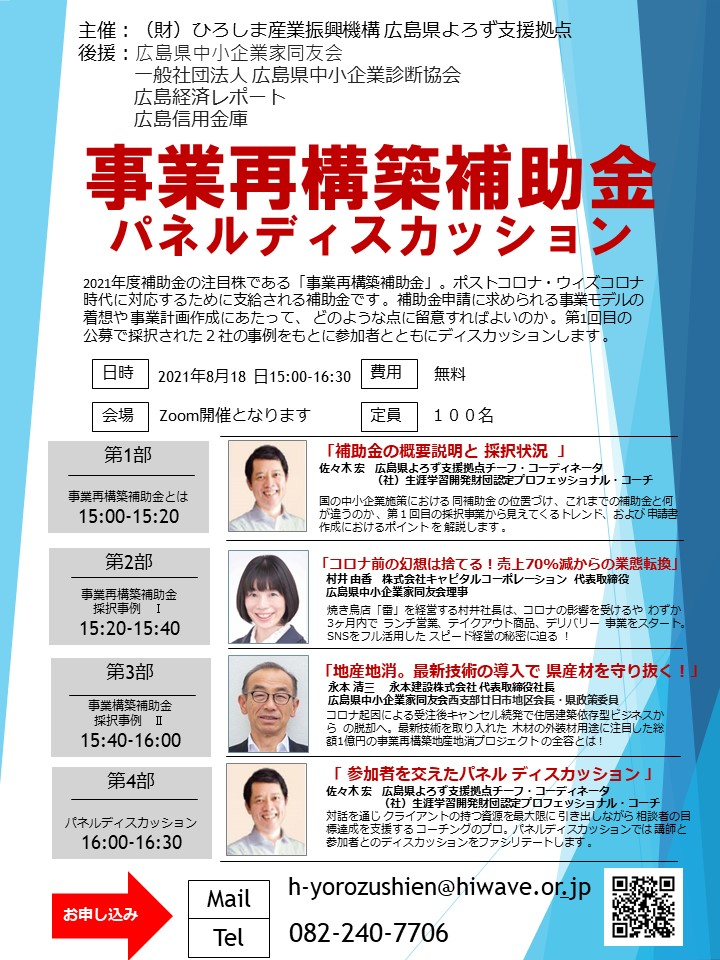 主催：（財）ひろしま産業振興機構 広島県よろず支援拠点
後援：広島県中小企業家同友会
一般社団法人 広島県中小企業診断協会
広島経済レポート
広島信用金庫
事業再構築補助金
パネルディスカッション
2021年度補助金の注目株である「事業再構築補助金」。ポストコロナ・ウィズコロナ
時代に対応するために支給される補助金です。補助金申請に求められる事業モデルの
着想や事業計画作成にあたって、どのような点に留意すればよいのか。第1回目の
公募で採択された２社の事例をもとに参加者とともにディスカッションします。
日時 2021年8月18 日15:00-16:30 費用 無料
会場 Zoom開催となります 定員 １００名
第1部
事業再構築補助金とは
15:00-15:20
「補助金の概要説明と 採択状況 」
佐々木 宏 広島県よろず支援拠点チーフ・コーディネータ
（社）生涯学習開発財団認定プロフェッショナル・コーチ
国の中小企業施策における同補助金の位置づけ、これまでの補助金と何
が違うのか、第１回目の採択事業から見えてくるトレンド、および申請書
作成におけるポイントを解説します。
第2部
事業再構築補助金
採択事例 Ⅰ
15:20-15:40
「コロナ前の幻想は捨てる！売上70%減からの業態転換」
村井 由香 株式会社キャピタルコーポレーション 代表取締役
広島県中小企業家同友会理事
焼き鳥店「番」を経営する村井社長は、コロナの影響を受けるや わずか
3ヶ月内で ランチ営業、テイクアウト商品、デリバリー 事業をスタート。
SNSをフル活用した スピード経営の秘密に迫る！
第3部
事業構築補助金
採択事例 Ⅱ
15:40-16:00
「地産地消。最新技術の導入で 県産材を守り抜く！」
永本 清三 永本建設株式会社 代表取締役社長
広島県中小企業家同友会西支部廿日市地区会長・県政策委員
コロナ起因による受注後キャンセル続発で住居建築依存型ビジネスか
ら の脱却へ。最新技術を取り入れた 木材の外装材用途に注目した総
額1億円の事業再構築地産地消プロジェクトの全容とは！
第4部
パネルディスカッション
16:00-16:30
「 参加者を交えたパネル ディスカッション 」
佐々木 宏 広島県よろず支援拠点チーフ・コーディネータ
（社）生涯学習開発財団認定プロフェッショナル・コーチ
対話を通じ クライアントの持つ資源を最大限に 引き出しながら 相談者の目
標達成を支援する コーチングのプロ。パネルディスカッションでは 講師と
参加者とのディスカッションをファシリテートします。
お申し込み
Mail h-yorozushien@hiwave.or.jp
Tel 082-240-7706